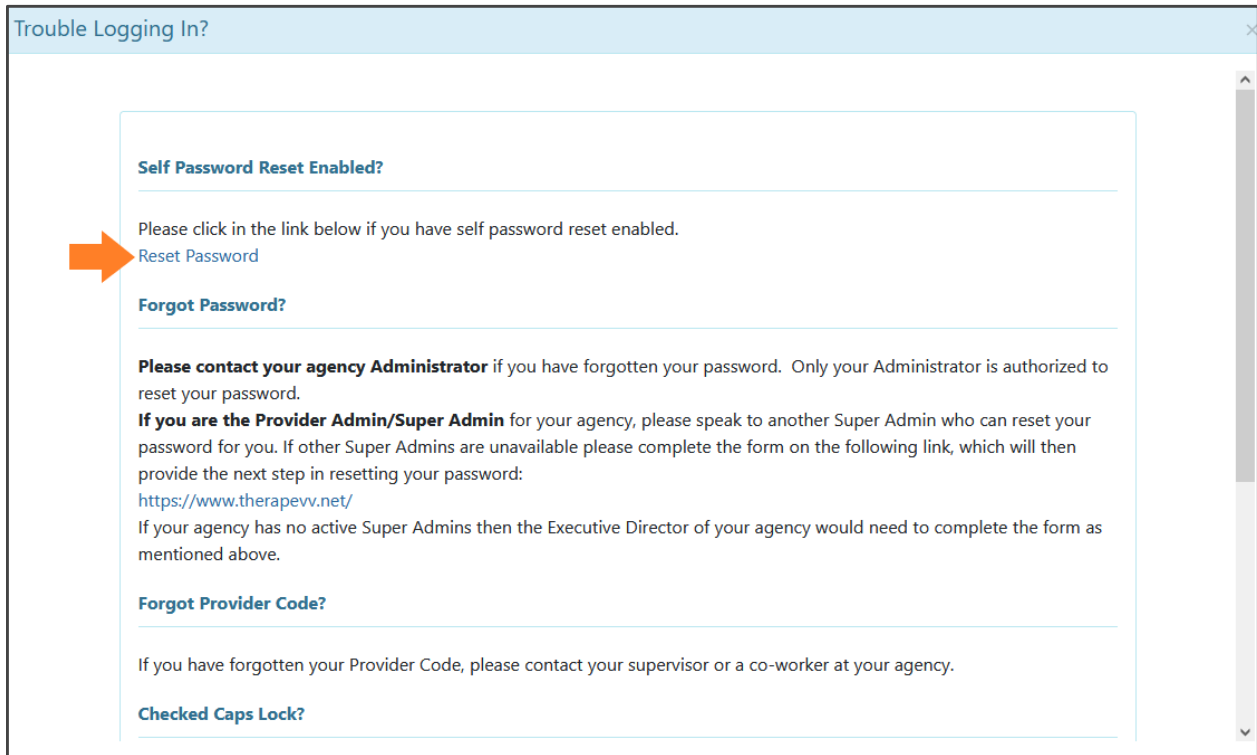 Trouble Logging In?
Self Password Reset Enabled?
Please click in the link below if you have self password reset enabled.
Reset Password
Forgot Password?
Please contact your agency Administrator if you have forgotten your password.  Only your Administrator is authorized to
reset your password.
If you are the Provider Admin/Super Admin for your agency, please speak to another Super Admin who can reset your
password for you. If other Super Admins are unavailable please complete the form on the following link, which will then
provide the next step in resetting your password:
https://www.therapevv.net/
If your agency has no active Super Admins then the Executive Director of your agency would need to complete the form as
mentioned above.
Forgot Provider Code?
If you have forgotten your Provider Code, please contact your supervisor or a co-worker at your agency.
Checked Caps Lock?